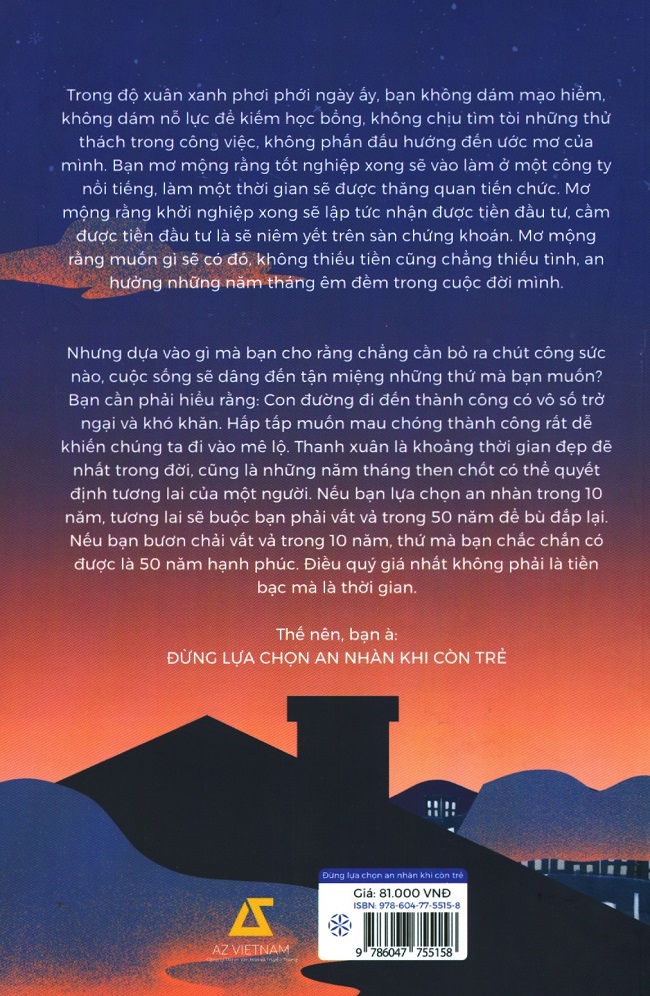 Trong độ xuân xanh phơi phới ngày ấy, bạn không dám mạo hiểm,
không dám nỗ lực để kiếm học bổng, không chịu tìm tòi những thử
thách trong công việc, không phấn đấu hướng đến ước mơ của
mình. Bạn mơ mộng rằng tốt nghiệp xong sẽ vào làm ở một công ty
nổi tiếng, làm một thời gian sẽ được thăng quan tiến chức. Mơ
mộng rằng khởi nghiệp xong sẽ lập tức nhận được tiền đầu tư, cầm
được tiền đầu tư là sẽ niêm yết trên sàn chứng khoán. Mơ mộng
rằng muốn gì sẽ có đó, không thiếu tiền cũng chẳng thiếu tình, an
hưởng những năm tháng êm đềm trong cuộc đời mình.
Nhưng dựa vào gì mà bạn cho rằng chẳng cần bỏ ra chút công sức
nào, cuộc sống sẽ dâng đến tận miệng những thứ mà bạn muốn?
Bạn cần phải hiểu rằng: Con đường đi đến thành công có vô số trở
ngại và khó khăn. Hấp tấp muốn mau chóng thành công rất dễ
khiến chúng ta đi vào mê lộ. Thanh xuân là khoảng thời gian đẹp đẽ
nhất trong đời, cũng là những năm tháng then chốt có thể quyết
định tương lai của một người. Nếu bạn lựa chọn an nhàn trong 10
năm, tương lai sẽ buộc bạn phải vất vả trong 50 năm để bù đắp lại.
Nếu bạn bươn chải vất vả trong 10 năm, thứ mà bạn chắc chắn có
được là 50 năm hạnh phúc. Điều quý giá nhất không phải là tiền
bạc mà là thời gian.
Thế nên, bạn à:
ĐỪNG LỰA CHỌN AN NHÀN KHI CÒN TRẺ
Đừng lựa chọn an nhàn khi còn trẻ
Giá: 81.000 VNĐ
ISBN: 978-604-77-5515-8
9 786047 755158
AZ VIETNAM